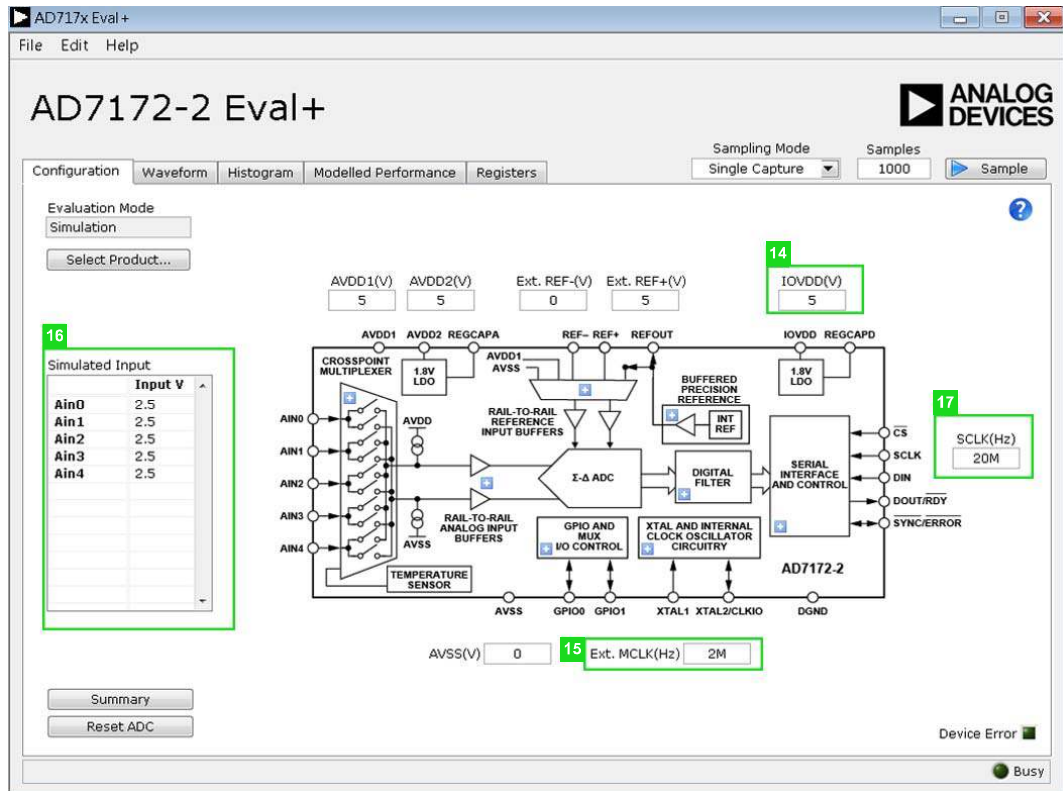 AD717x Eval+
File Edit Help
AD7172-2 Eval+
ANALOG
DEVICES
Sampling Mode
Samples
Configuration
Waveform
Histogram
Modelled Performance
Registers
Single Capture
1000
Sample
Evaluation Mode
Simulation
Select Product...
?
14
AVDD1(V) AVDD2(V) Ext. REF-(V) Ext. REF+(V) IOVDD(V)
5 5 0 5 5
AVDD1 AVDD2 REGCAPA REF– REF+ REFOUT IOVDD REGCAPD
16
Simulated Input
Input V
Ain0 2.5
Ain1 2.5
Ain2 2.5
Ain3 2.5
Ain4 2.5
CROSSPOINT
MULTIPLEXER
1.8V
LDO
AVDD1
AVSS
1.8V
LDO
BUFFERED
PRECISION
REFERENCE
INT
REF
RAIL-TO-RAIL
REFERENCE
INPUT BUFFERS
AVDD
AIN0
AIN1
AIN2
AIN3
AIN4
Σ-Δ ADC
DIGITAL
FILTER
SERIAL
INTERFACE
AND CONTROL
17
SCLK(Hz)
20M
CS
SCLK
DIN
DOUT/RDY
SYNC/ERROR
RAIL-TO-RAIL
ANALOG INPUT
BUFFERS
AVSS
GPIO AND
MUX
I/O CONTROL
XTAL AND INTERNAL
CLOCK OSCILLATOR
CIRCUITRY
TEMPERATURE
SENSOR
AD7172-2
AVSS GPIO0 GPIO1 XTAL1 XTAL2/CLKIO DGND
AVSS(V) 0
15
Ext. MCLK(Hz) 2M
Summary
Reset ADC
Device Error
Busy